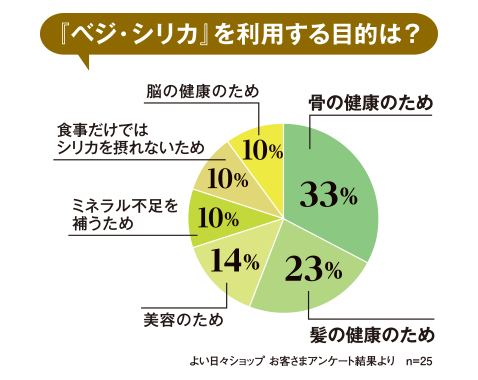 『ベジ・シリカ』を利用する目的は？
脳の健康のため
骨の健康のため
食事だけでは
シリカを摂れないため
10%
10%
33%
ミネラル不足を
補うため
10%
14%
23%
美容のため
髪の健康のため
よい日々ショップ お客さまアンケート結果より n=25